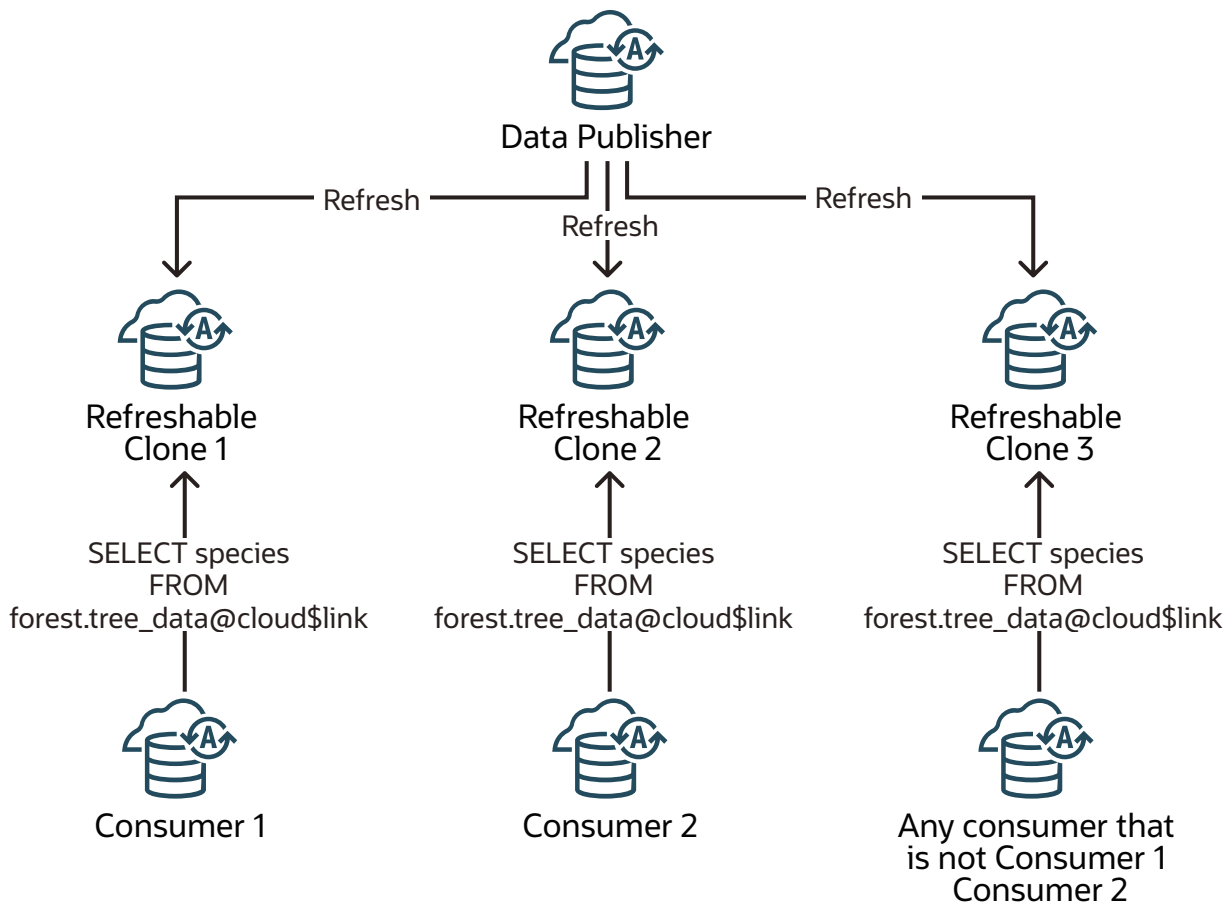 A
Data Publisher
Refresh
Refresh
Refresh
A
A
A
Refreshable
Clone 1
Refreshable
Clone 2
Refreshable
Clone 3
SELECT species
FROM
forest.tree_data@cloud$link
SELECT species
FROM
forest.tree_data@cloud$link
SELECT species
FROM
forest.tree_data@cloud$link
A
A
A
Consumer 1
Consumer 2
Any consumer that
is not Consumer 1
Consumer 2